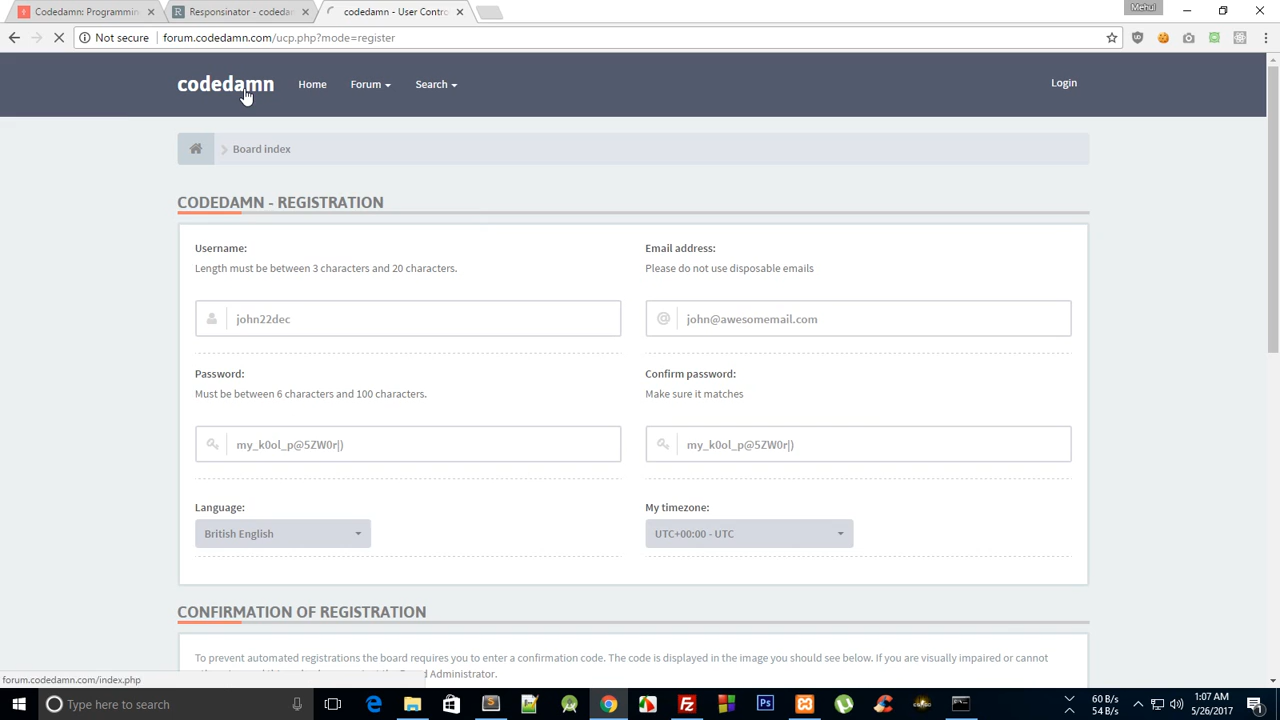 Codedamn: Programmin
Responsinator - codeda
codedamn - User Contro
Mehul
Not secure
forum.codedamn.com/ucp.php?mode=register
codedamn
Home
Forum
Search
Login
Board index
CODEDAMN - REGISTRATION
Username:
Length must be between 3 characters and 20 characters.
john22dec
Email address:
Please do not use disposable emails
john@awesomemail.com
Password:
Must be between 6 characters and 100 characters.
my_k0ol_p@5ZW0r|)
Confirm password:
Make sure it matches
my_k0ol_p@5ZW0r|)
Language:
British English
My timezone:
UTC+00:00 - UTC
CONFIRMATION OF REGISTRATION
To prevent automated registrations the board requires you to enter a confirmation code. The code is displayed in the image you should see below. If you are visually impaired or cannot
Administrator.
forum.codedamn.com/index.php
Type here to search
60 B/s
54 B/s
1:07 AM
5/26/2017